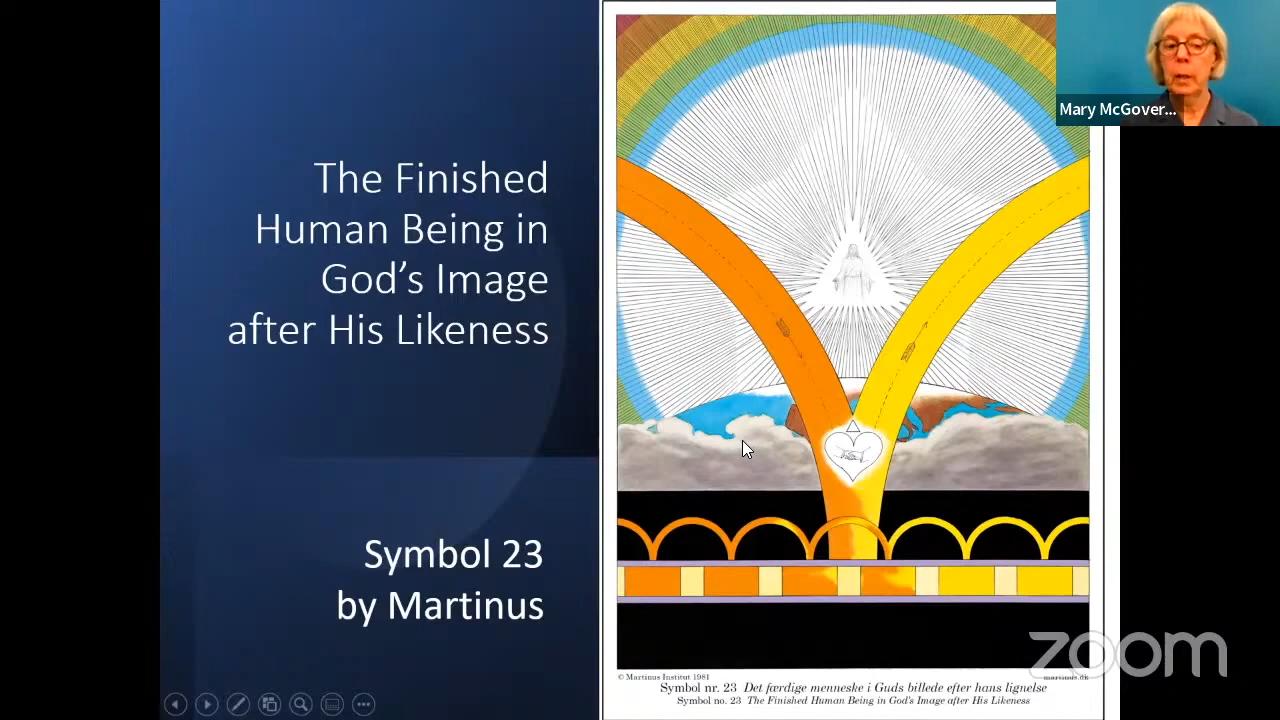 The Finished
Human Being in
God's Image
after His Likeness
Symbol 23
by Martinus
Mary McGover...
zoom
© Martinus Institut 1981
martinus.dk
Symbol nr. 23 Det færdige menneske i Guds billede efter hans lignelse
Symbol no. 23 The Finished Human Being in God's Image after His Likeness